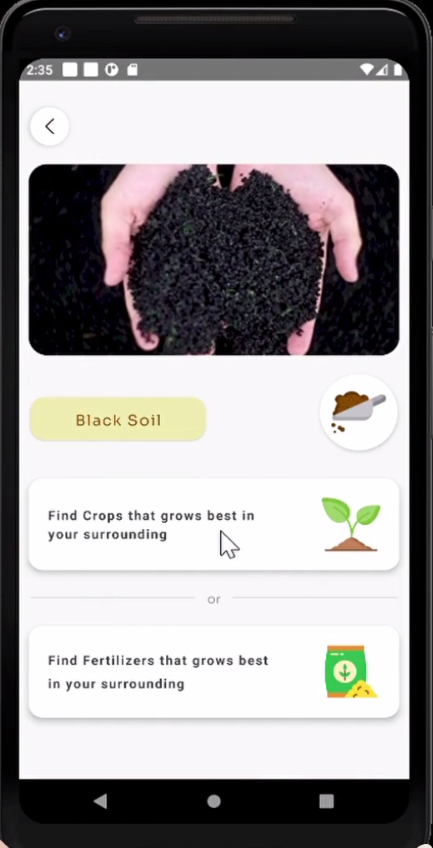 2:35
Black Soil
Find Crops that grows best in
your surrounding
or
Find Fertilizers that grows best
in your surrounding